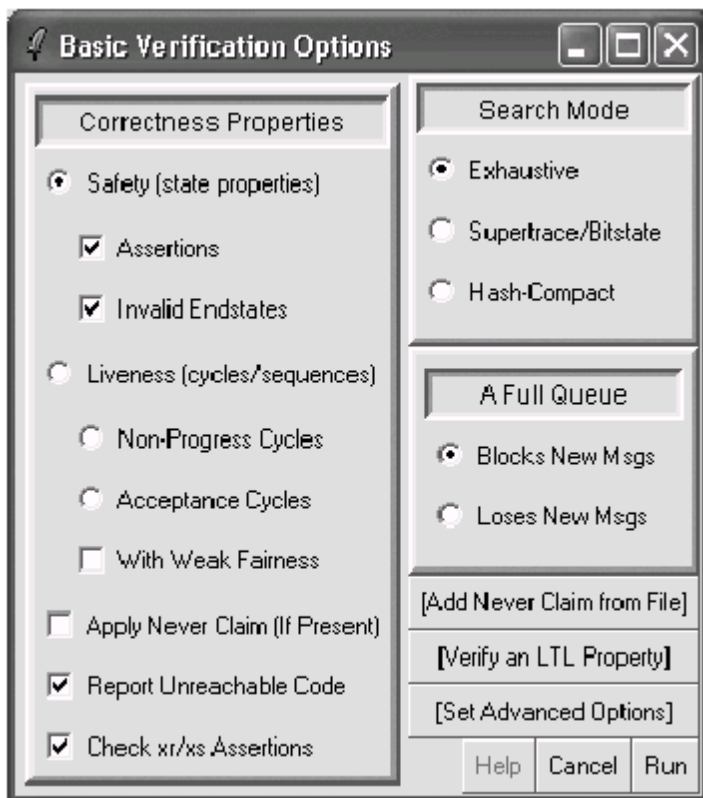 Basic Verification Options
Correctness Properties
Safety (state properties)
Assertions
Invalid Endstates
Liveness (cycles/sequences)
Non-Progress Cycles
Acceptance Cycles
With Weak Fairness
Apply Never Claim (If Present)
Report Unreachable Code
Check xr/xs Assertions
Search Mode
Exhaustive
Supertrace/Bitstate
Hash-Compact
A Full Queue
Blocks New Msgs
Loses New Msgs
[Add Never Claim from File]
[Verify an LTL Property]
[Set Advanced Options]
Help Cancel Run